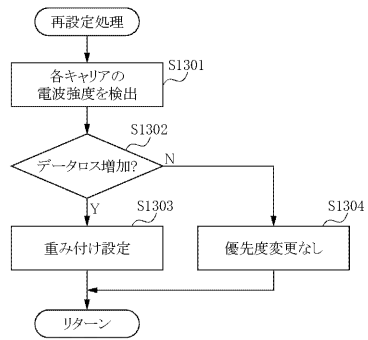 再設定処理
S1301
各キャリアの
電波強度を検出
S1302
データロス増加?
N
Y
S1303
重み付け設定
S1304
優先度変更なし
リターン